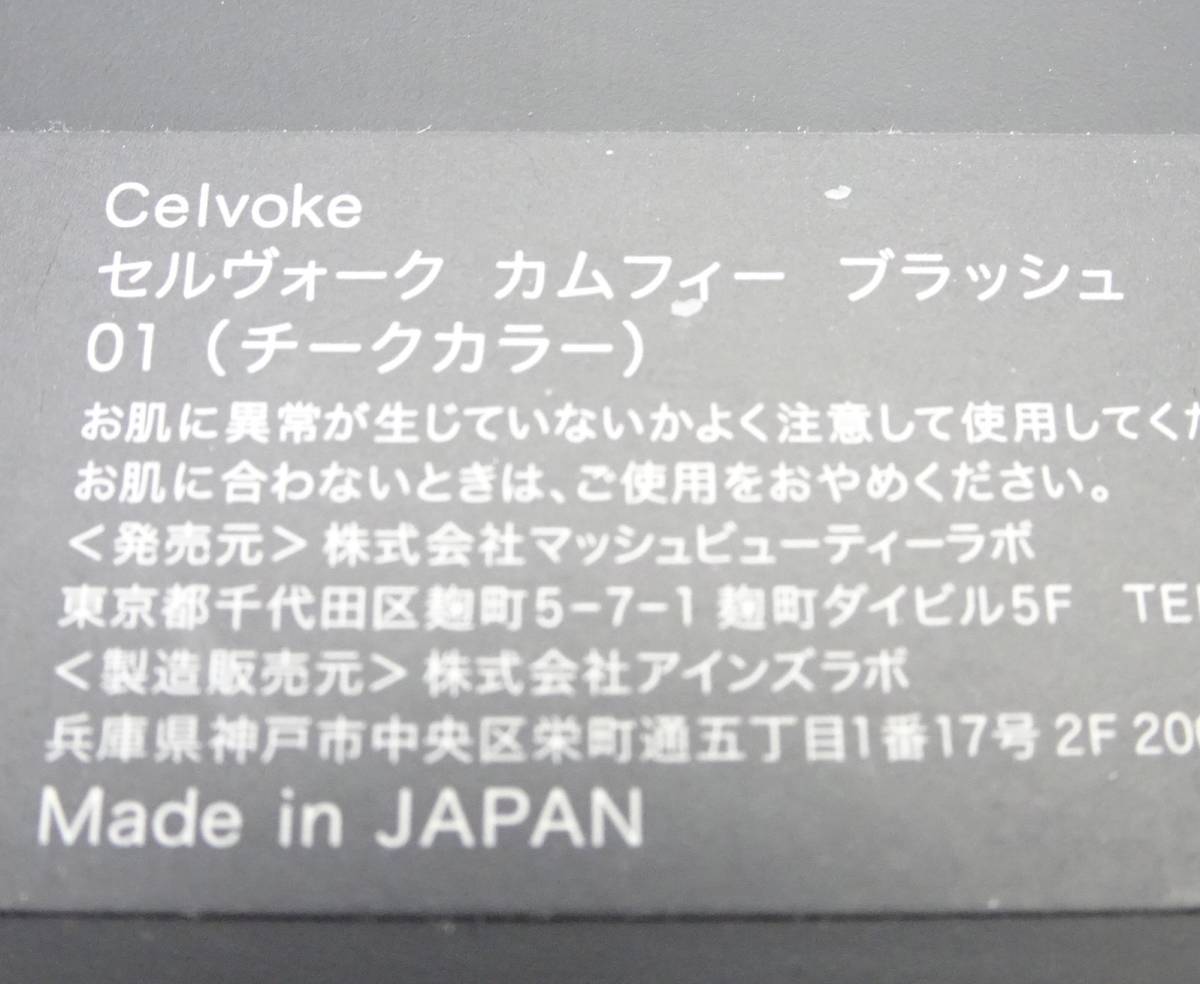 Celvoke
セルヴォーク カムフィー ブラッシュ
01（チークカラー）
お肌に異常が生じていないかよく注意して使用してくだ
お肌に合わないときは、ご使用をおやめください。
＜発売元＞株式会社マッシュビューティーラボ
東京都千代田区麹町5-7-1 麹町ダイビル5F TE
＜製造販売元＞株式会社アインズラボ
兵庫県神戸市中央区栄町通五丁目1番17号 2F 200
Made in JAPAN